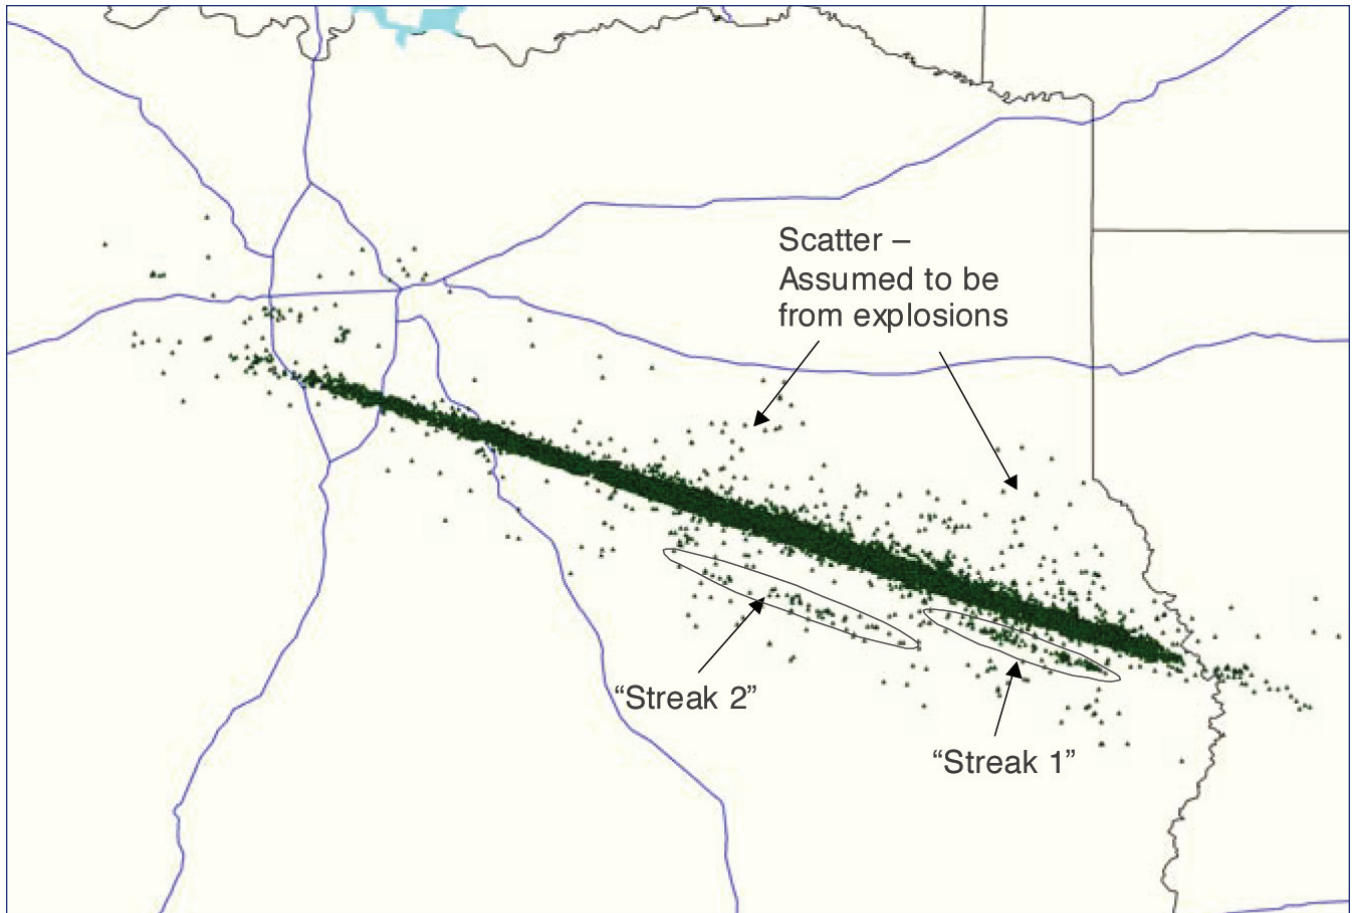 Scatter –
Assumed to be
from explosions
“Streak 2”
“Streak 1”